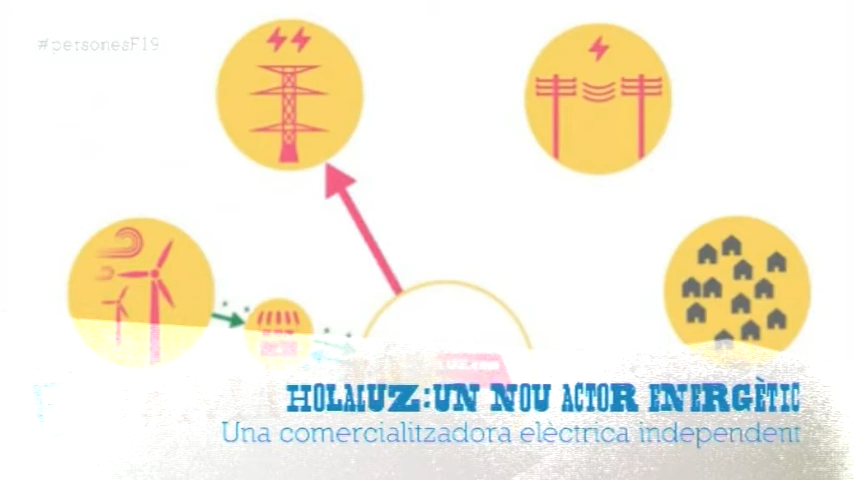 #personesF19
HOLALUZ:UN NOU ACTOR ENERGÈTIC
Una comercialitzadora elèctrica independent